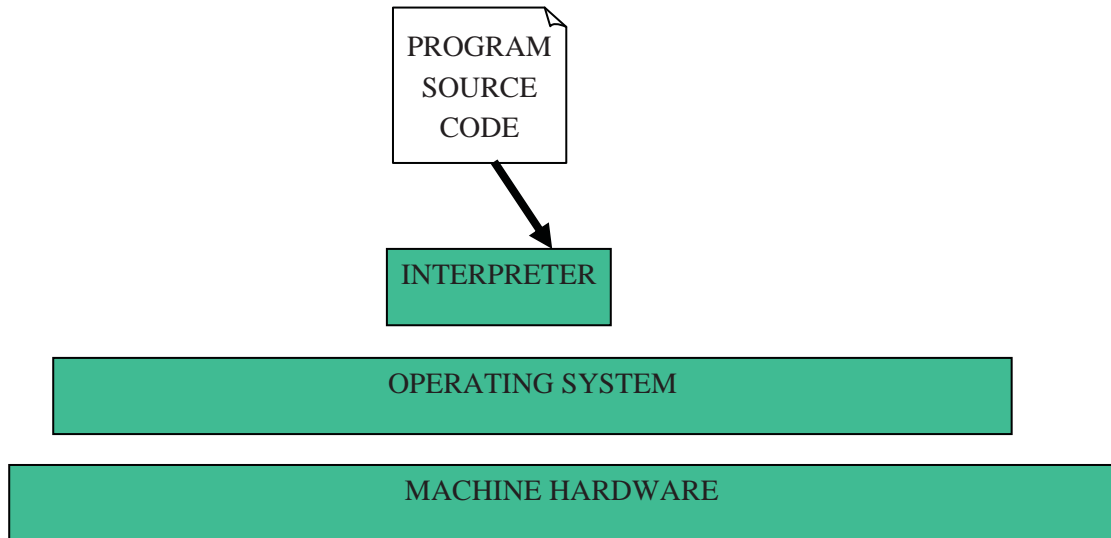 PROGRAM
SOURCE
CODE
INTERPRETER
OPERATING SYSTEM
MACHINE HARDWARE